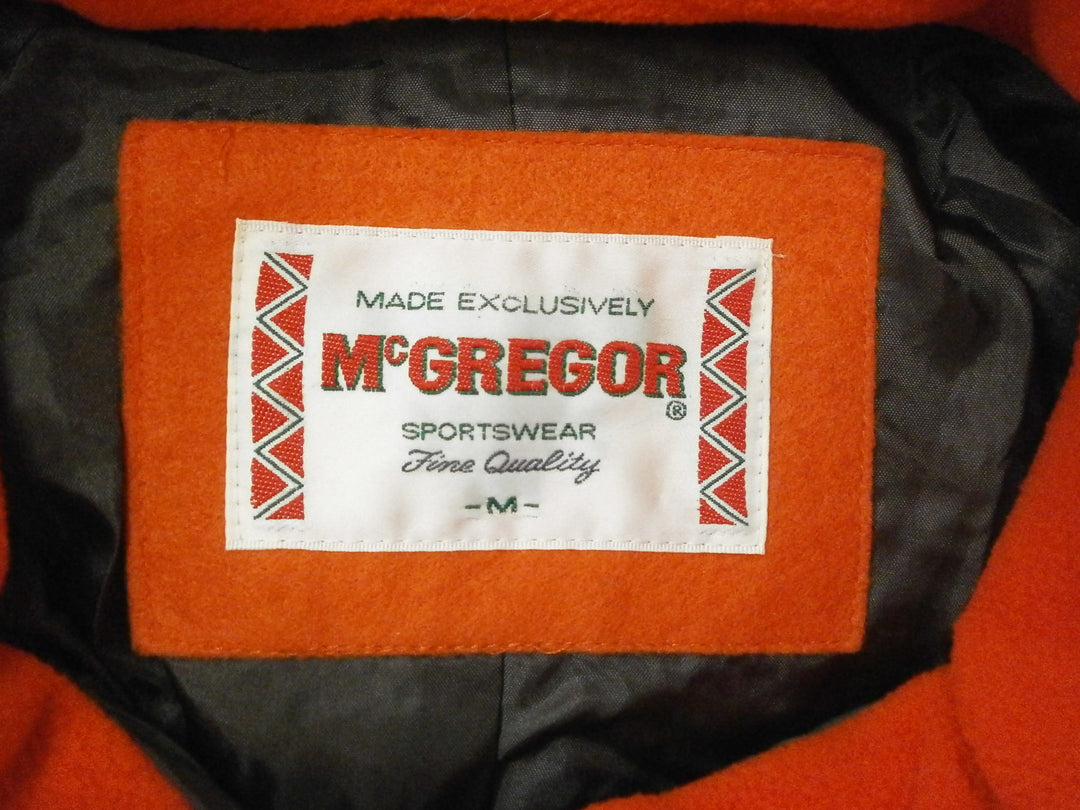 MADE EXCLUSIVELY
McGREGOR
®
SPORTSWEAR
Fine Quality
-M-